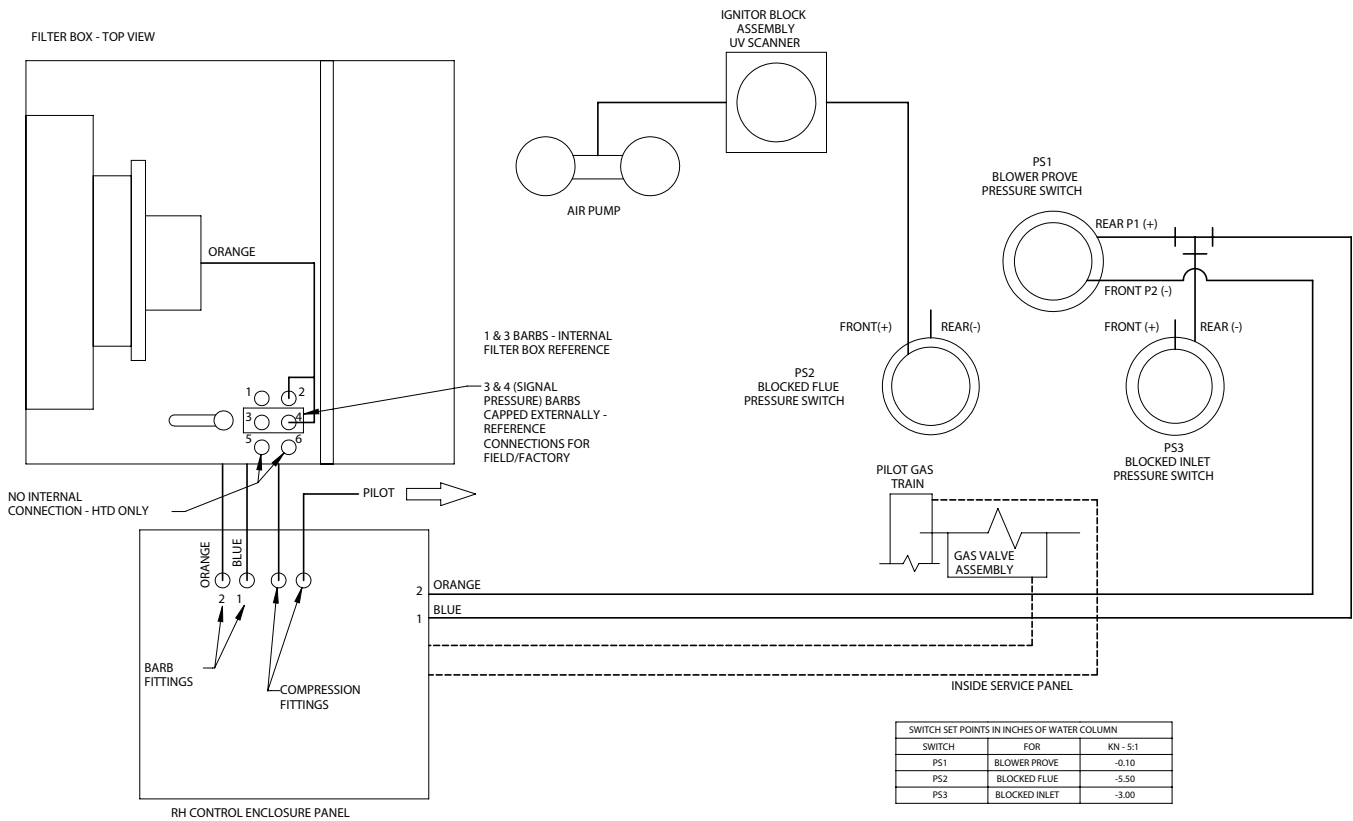 FILTER BOX - TOP VIEW
IGNITOR BLOCK
ASSEMBLY
UV SCANNER
AIR PUMP
PS1
BLOWER PROVE
PRESSURE SWITCH
REAR P1 (+)
FRONT P2 (-)
ORANGE
1 & 3 BARBS - INTERNAL
FILTER BOX REFERENCE
3 & 4 (SIGNAL
PRESSURE) BARBS
CAPPED EXTERNALLY -
REFERENCE
CONNECTIONS FOR
FIELD/FACTORY
1
2
3
4
5
6
FRONT(+)
REAR(-)
PS2
BLOCKED FLUE
PRESSURE SWITCH
FRONT (+)
REAR (-)
PS3
BLOCKED INLET
PRESSURE SWITCH
NO INTERNAL
CONNECTION - HTD ONLY
PILOT
PILOT GAS
TRAIN
GAS VALVE
ASSEMBLY
ORANGE
BLUE
2
1
2
ORANGE
1
BLUE
BARB
FITTINGS
COMPRESSION
FITTINGS
INSIDE SERVICE PANEL
RH CONTROL ENCLOSURE PANEL
SWITCH SET POINTS IN INCHES OF WATER COLUMN
SWITCH FOR KN - 5:1
PS1 BLOWER PROVE -0.10
PS2 BLOCKED FLUE -5.50
PS3 BLOCKED INLET -3.00